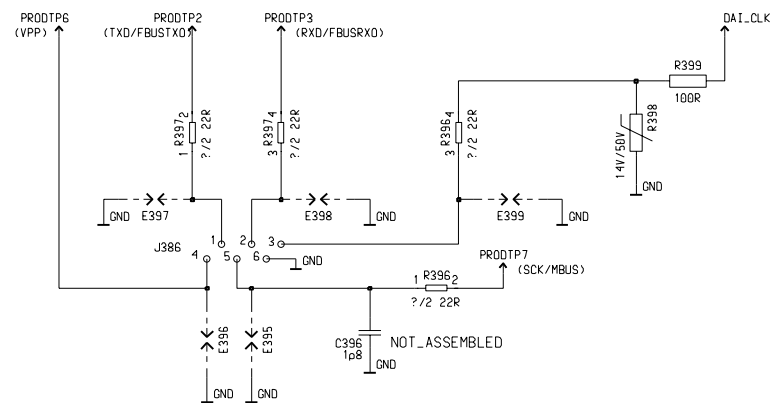 PRODTP6
(VPP)
PRODTP2
(TXD/FBUSTXO)
PRODTP3
(RXD/FBUSRXO)
DAI_CLK
R399
100R
R397
2
1
?/2 22R
R397
4
3
?/2 22R
R396
4
3
?/2 22R
14V/50V
R398
GND
GND
E397
E398
GND
E399
GND
J386
1
2
3
4
5
6
GND
PRODTP7
(SCK/MBUS)
1
R396
2
?/2 22R
E396
E395
C396
1p8
NOT_ASSEMBLED
GND
GND
GND